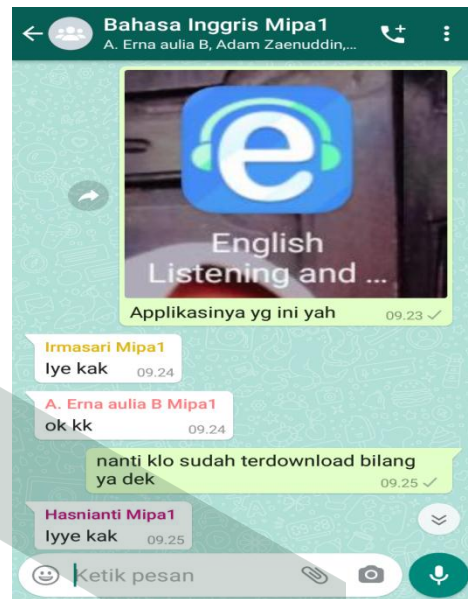 Bahasa Inggris Mipa1
A. Erna aulia B, Adam Zaenuddin,...
e
English
Listening and ...
Applikasinya yg ini yah 09.23
Irmasari Mipa1
Iye kak 09.24
A. Erna aulia B Mipa1
ok kk 09.24
nanti klo sudah terdownload bilang
ya dek 09.25
Hasnianti Mipa1
Iyye kak 09.25
Ketik pesan